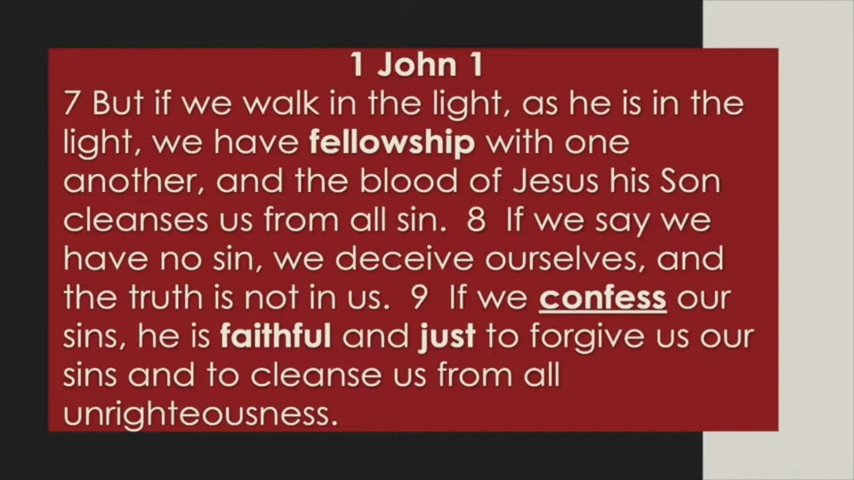 1 John 1
7 But if we walk in the light, as he is in the
light, we have fellowship with one
another, and the blood of Jesus his Son
cleanses us from all sin.  8  If we say we
have no sin, we deceive ourselves, and
the truth is not in us.  9  If we confess our
sins, he is faithful and just to forgive us our
sins and to cleanse us from all
unrighteousness.